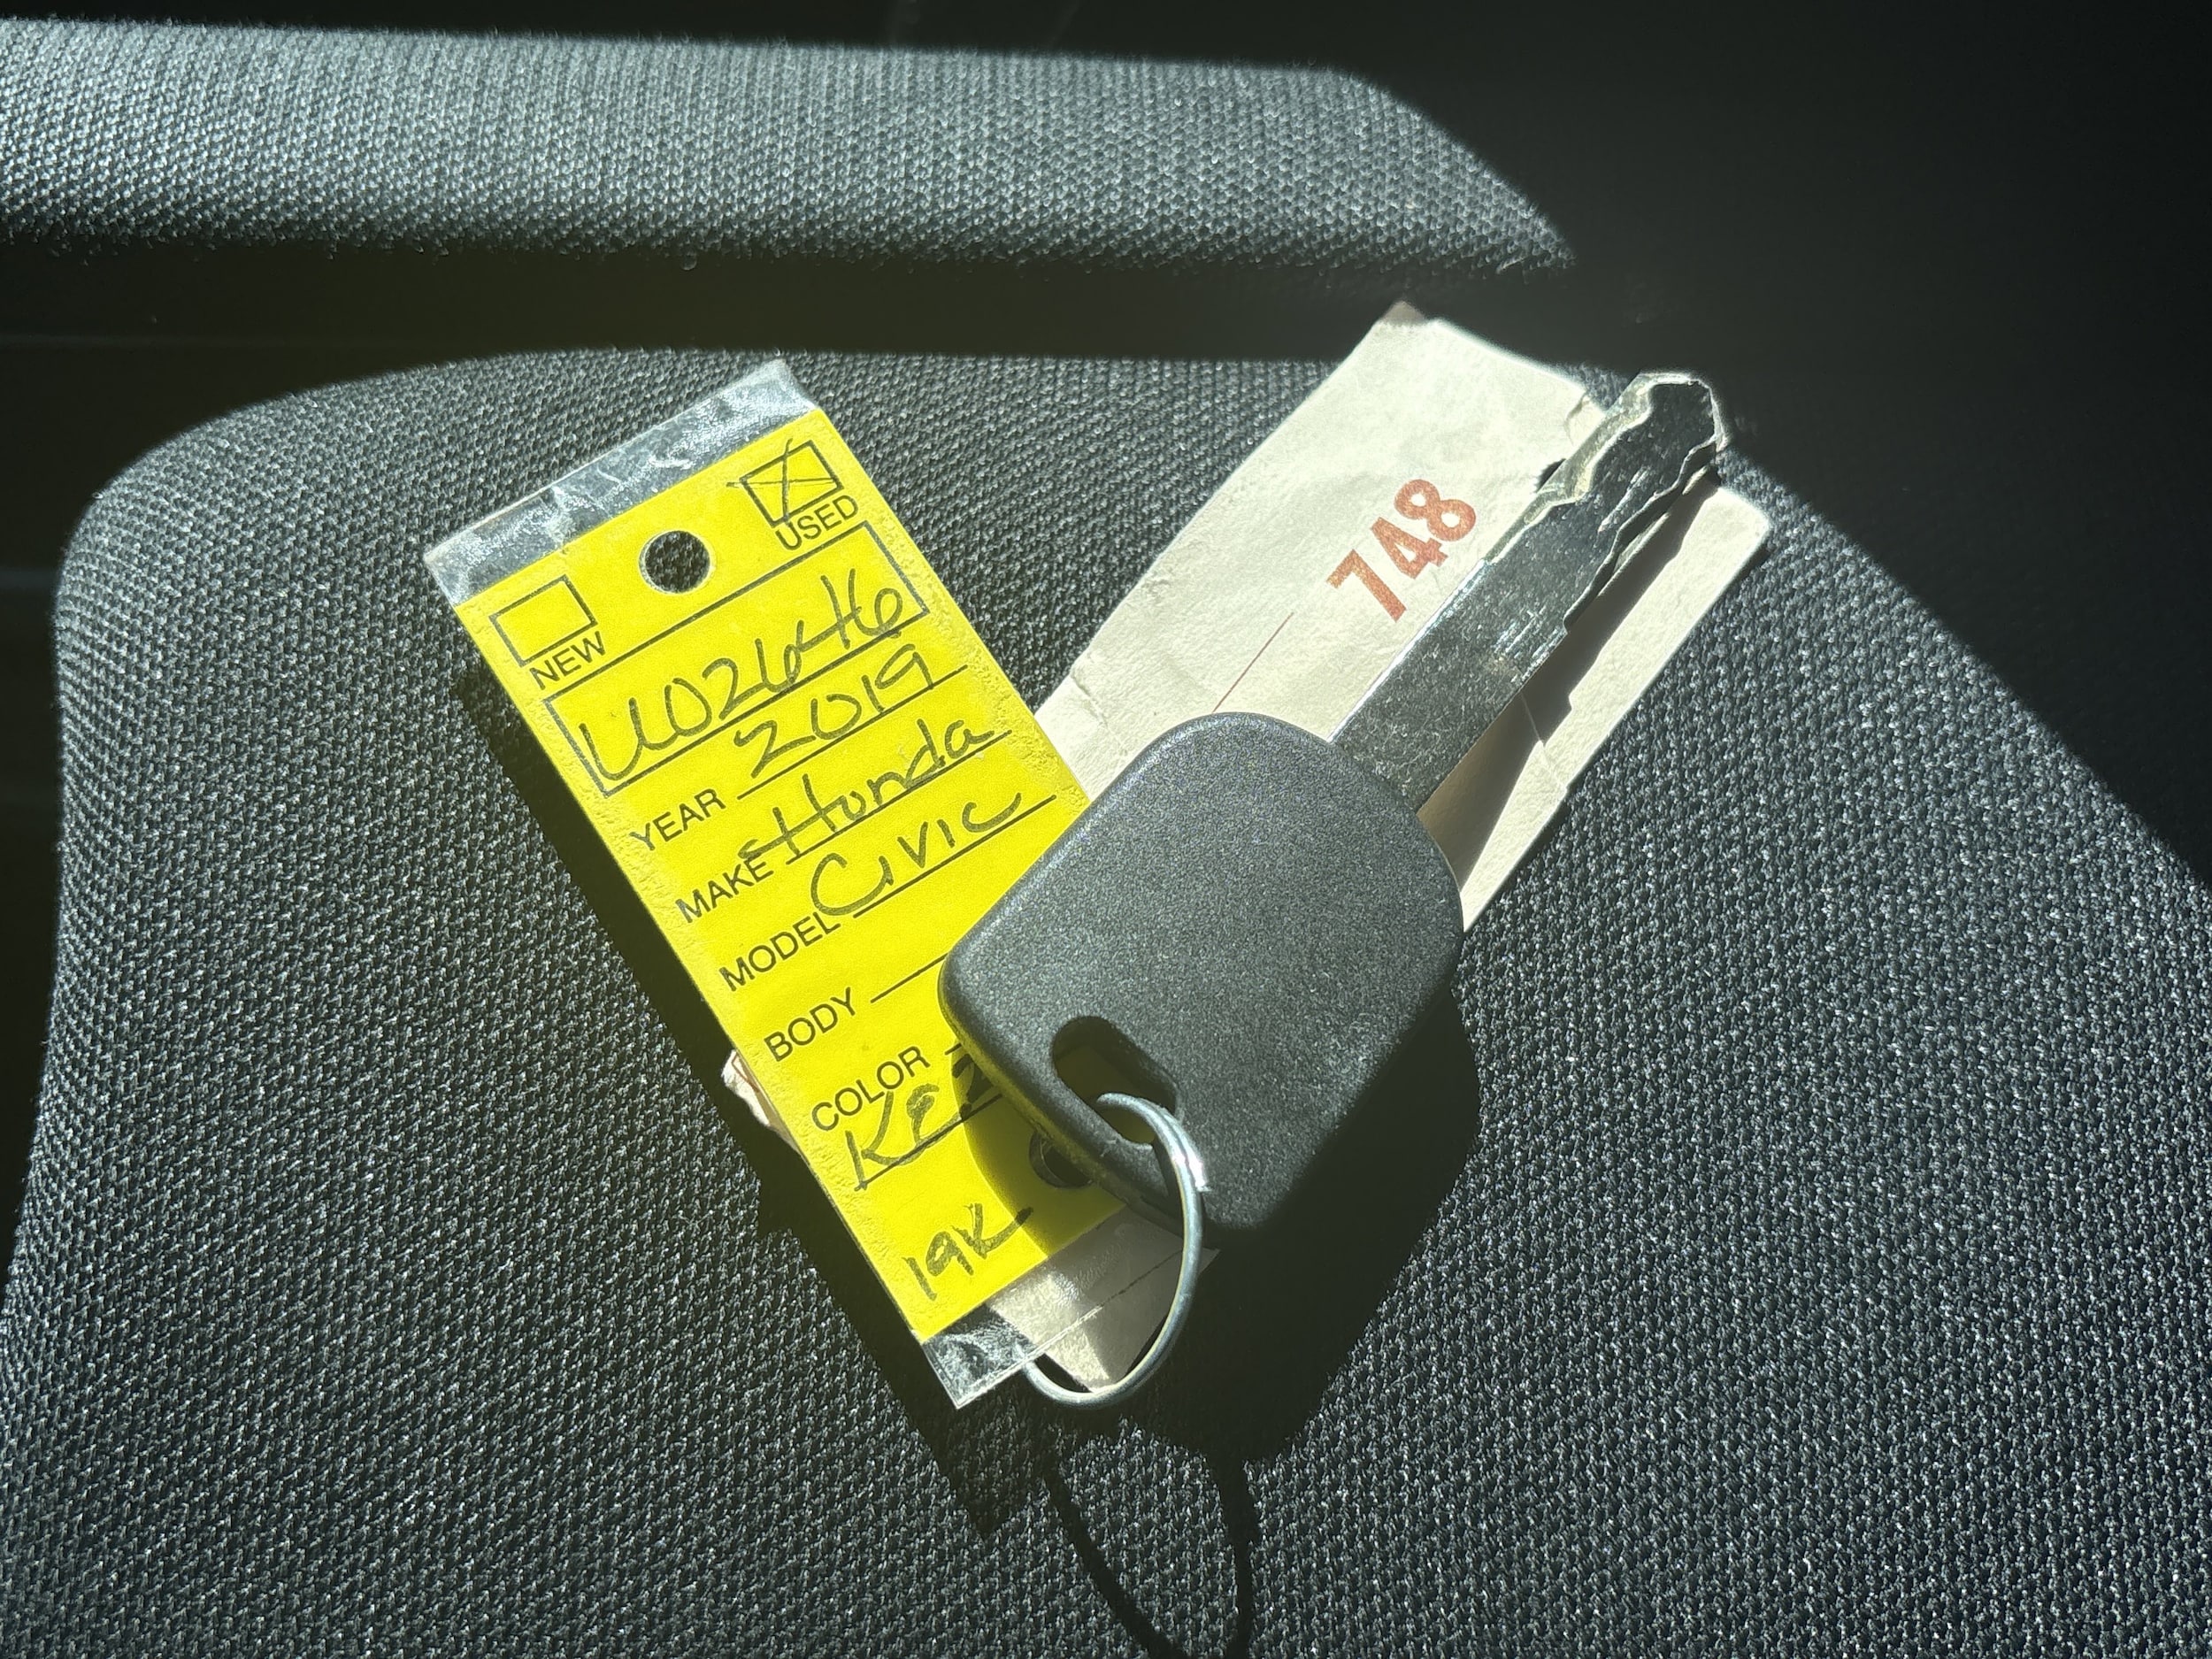 USED
NEW
U02646
YEAR 2019
MAKE Honda
MODEL Civic
BODY
COLOR
19K
748